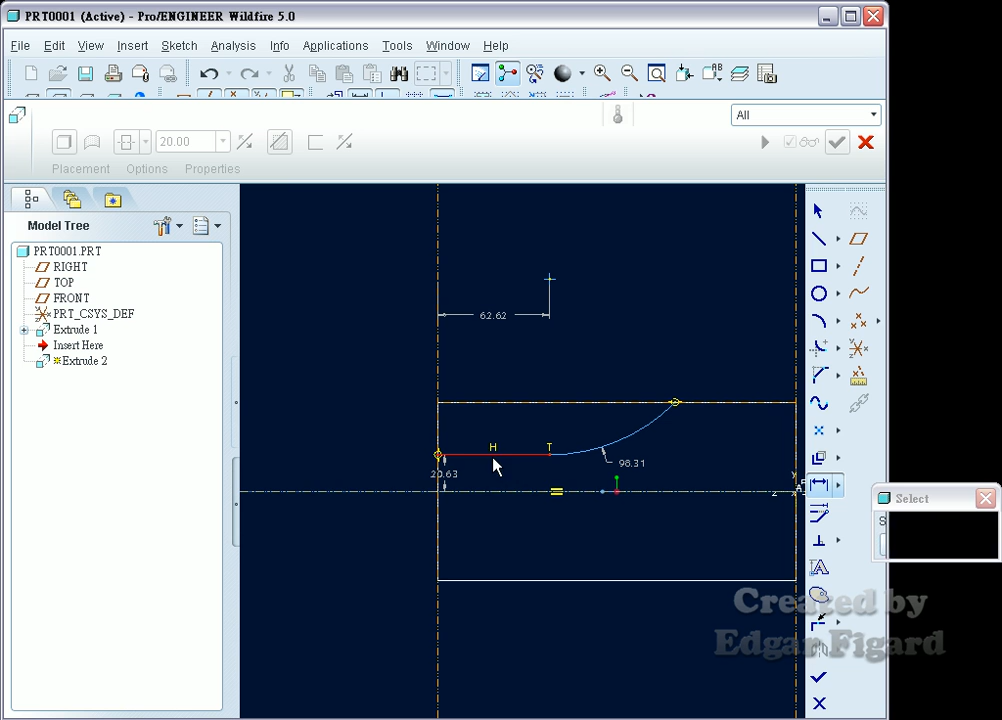 PRT0001 (Active) - Pro/ENGINEER Wildfire 5.0
File Edit View Insert Sketch Analysis Info Applications Tools Window Help
All
20.00
Placement Options Properties
Model Tree
PRT0001.PRT
RIGHT
TOP
FRONT
PRT_CSYS_DEF
Extrude 1
Insert Here
Extrude 2
62.62
H
T
98.31
20.63
Y
Z
Select
Created by
Edgar Figard